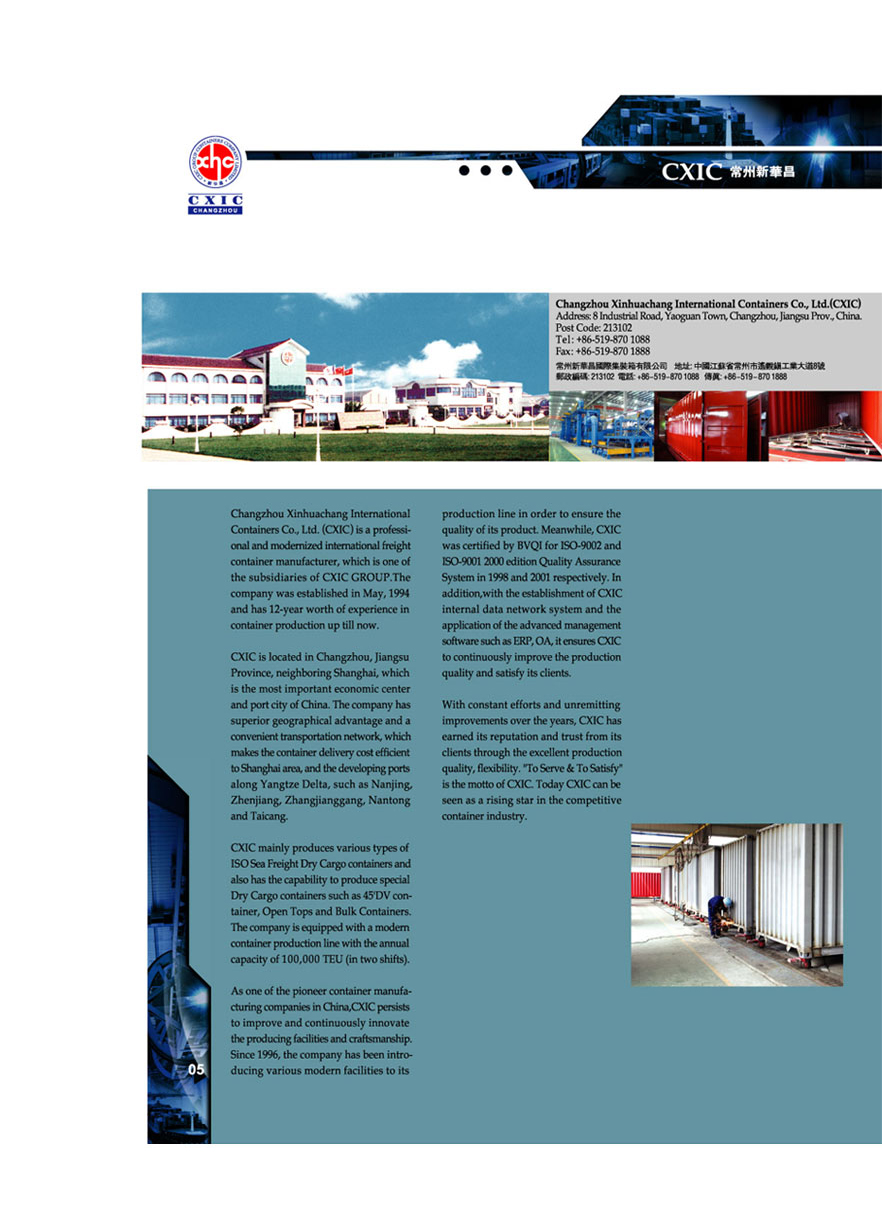 CXIC GROUP CONTAINERS COMPANY LIMITED
xhc
CXIC
CHANGZHOU
CXIC 常州新華昌
Changzhou Xinhuachang International Containers Co., Ltd.(CXIC)
Address: 8 Industrial Road, Yaoguan Town, Changzhou, Jiangsu Prov., China.
Post Code: 213102
Tel: +86-519-870 1088
Fax: +86-519-870 1888
常州新華昌國際集裝箱有限公司 地址: 中國江蘇省常州市遙觀鎮工業大道8號
郵政編碼: 213102 電話: +86-519-870 1088 傳真: +86-519-870 1888
Changzhou Xinhuachang International
Containers Co., Ltd. (CXIC) is a professi-
onal and modernized international freight
container manufacturer, which is one of
the subsidiaries of CXIC GROUP.The
company was established in May, 1994
and has 12-year worth of experience in
container production up till now.
CXIC is located in Changzhou, Jiangsu
Province, neighboring Shanghai, which
is the most important economic center
and port city of China. The company has
superior geographical advantage and a
convenient transportation network, which
makes the container delivery cost efficient
to Shanghai area, and the developing ports
along Yangtze Delta, such as Nanjing,
Zhenjiang, Zhangjianggang, Nantong
and Taicang.
CXIC mainly produces various types of
ISO Sea Freight Dry Cargo containers and
also has the capability to produce special
Dry Cargo containers such as 45'DV con-
tainer, Open Tops and Bulk Containers.
The company is equipped with a modern
container production line with the annual
capacity of 100,000 TEU (in two shifts).
As one of the pioneer container manufa-
cturing companies in China,CXIC persists
to improve and continuously innovate
the producing facilities and craftsmanship.
Since 1996, the company has been intro-
ducing various modern facilities to its
production line in order to ensure the
quality of its product. Meanwhile, CXIC
was certified by BVQI for ISO-9002 and
ISO-9001 2000 edition Quality Assurance
System in 1998 and 2001 respectively. In
addition,with the establishment of CXIC
internal data network system and the
application of the advanced management
software such as ERP, OA, it ensures CXIC
to continuously improve the production
quality and satisfy its clients.
With constant efforts and unremitting
improvements over the years, CXIC has
earned its reputation and trust from its
clients through the excellent production
quality, flexibility. "To Serve & To Satisfy"
is the motto of CXIC. Today CXIC can be
seen as a rising star in the competitive
container industry.
05